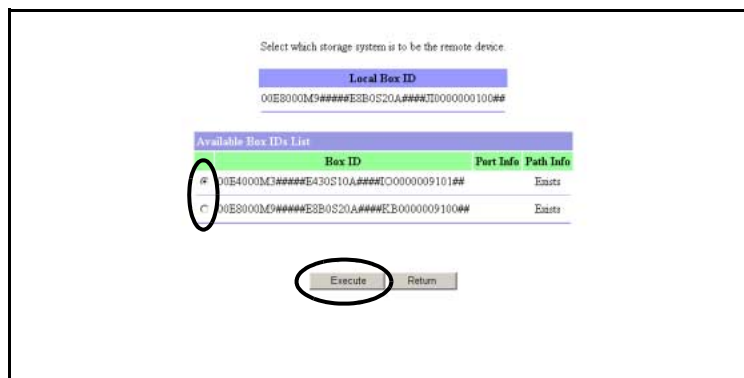 Select which storage system is to be the remote device.
Local Box ID
00E8000M9#####E8B0S20A####JI0000000100##
Available Box IDs List
Box ID Port Info Path Info
00E4000M3#####E430S10A####IO0000009101## Exists
00E8000M9#####E8B0S20A####KB0000009100## Exists
Execute Return